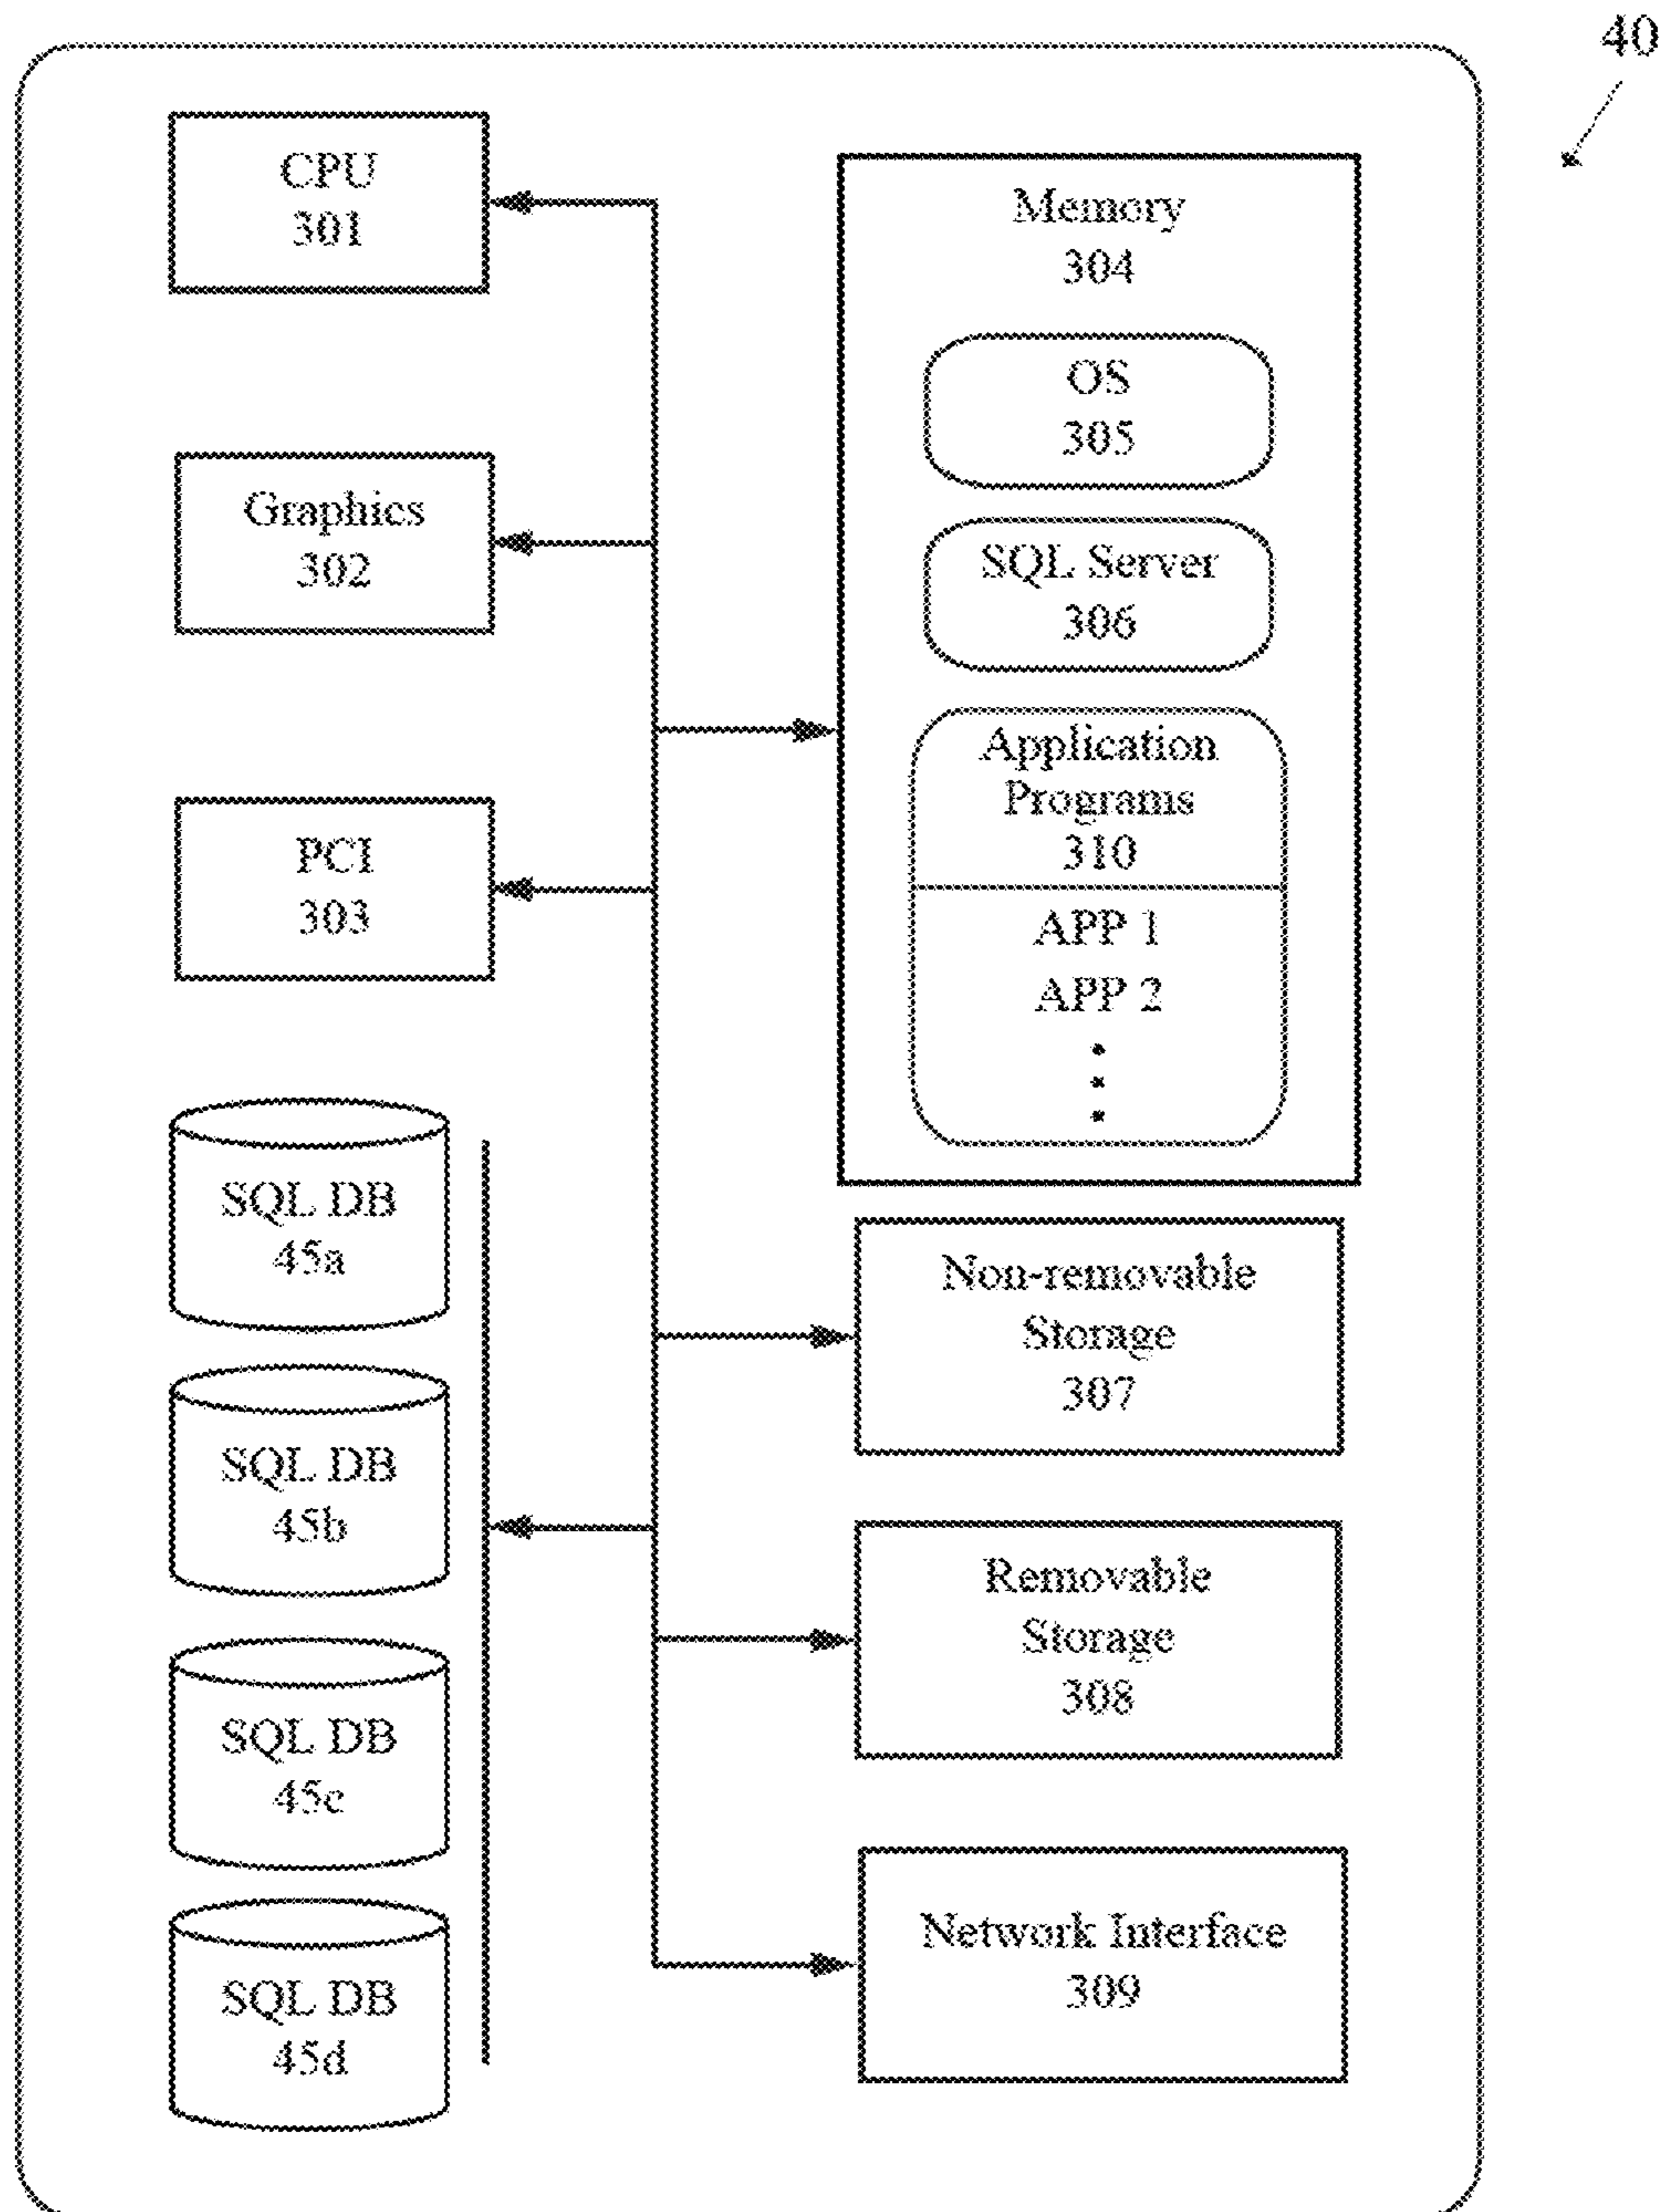 40
CPU
301
Graphics
302
PCI
303
SQL DB
45a
SQL DB
45b
SQL DB
45c
SQL DB
45d
Memory
304
OS
305
SQL Server
306
Application
Programs
310
APP 1
APP 2
Non-removable
Storage
307
Removable
Storage
308
Network Interface
309